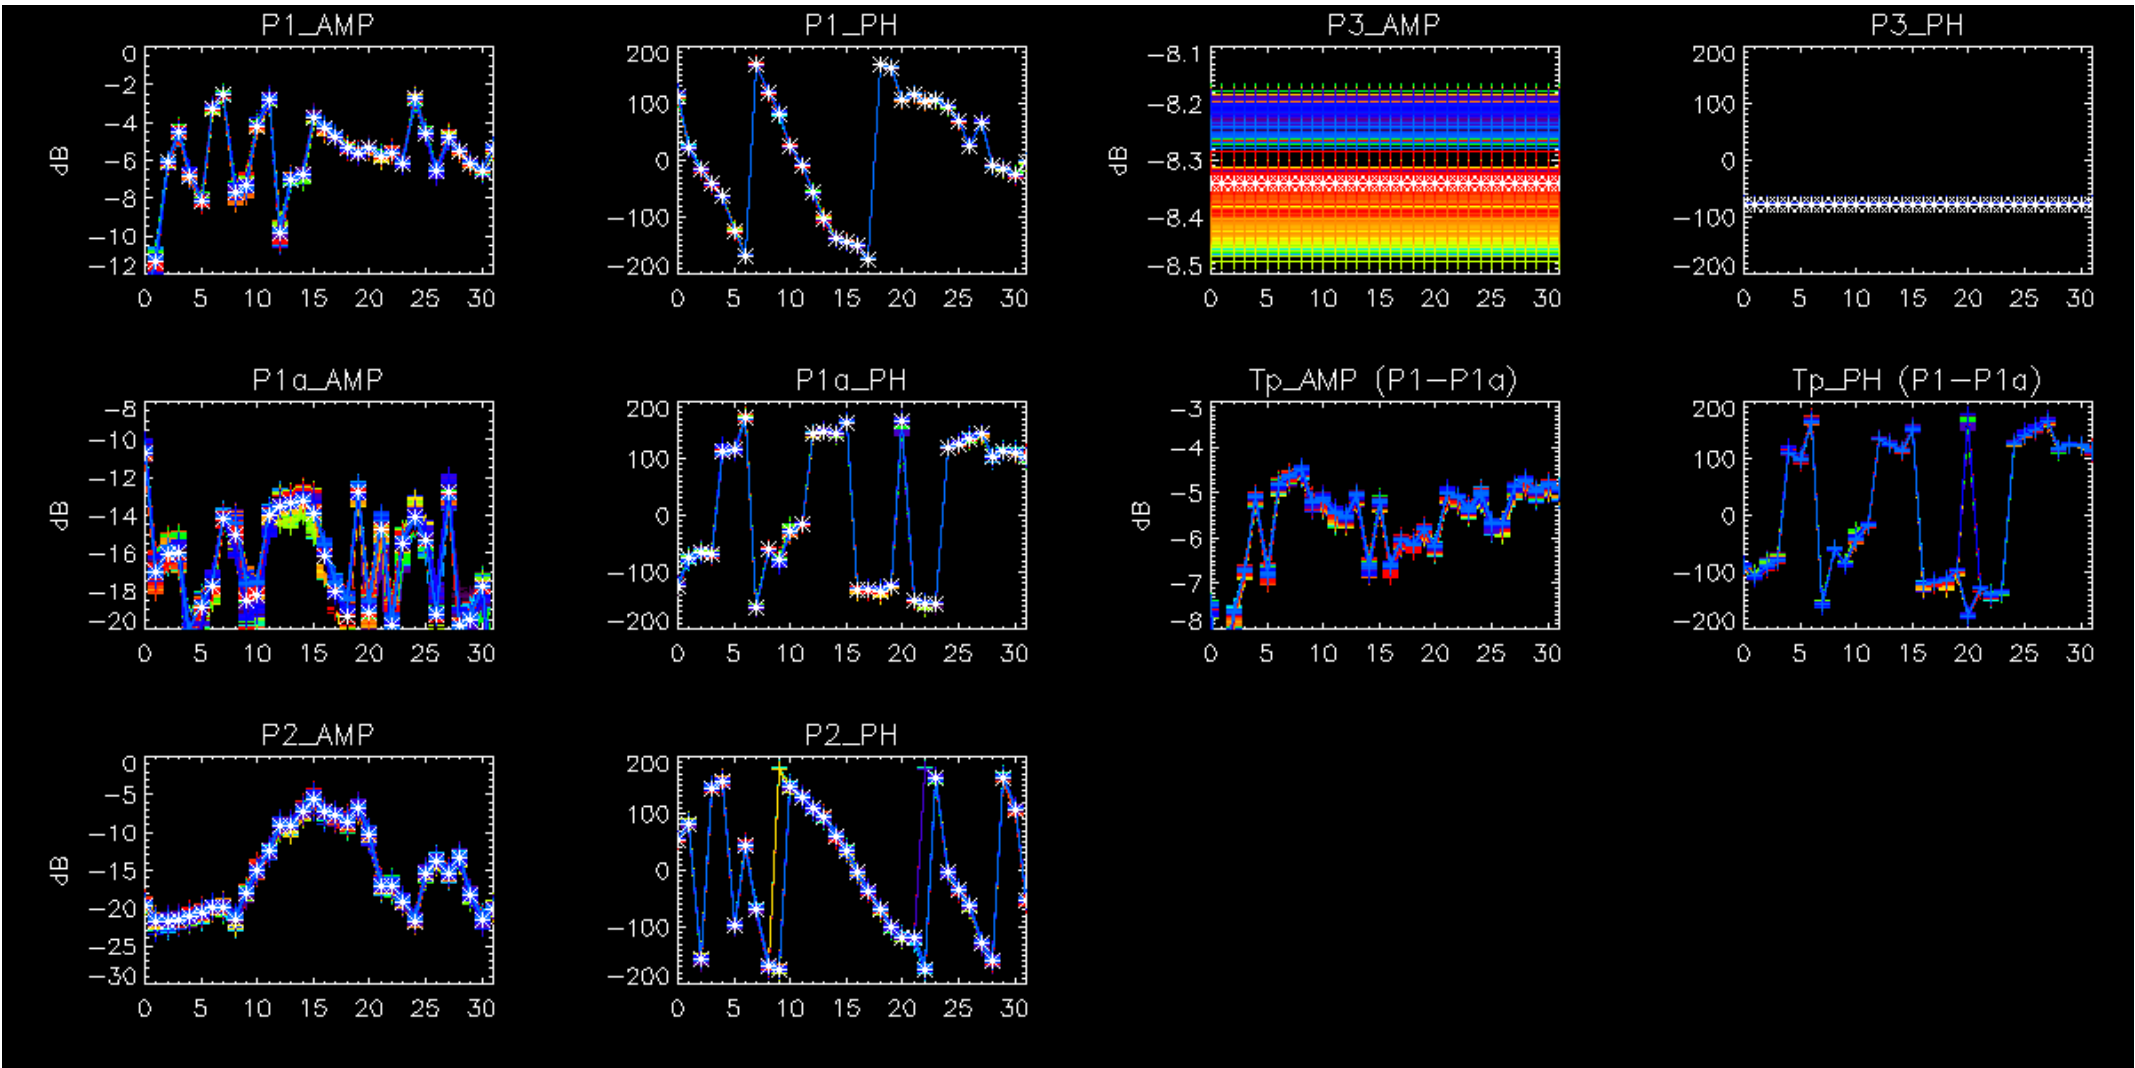 P1_AMP
0
−2
−4
−6
−8
−10
−12
dB
0 5 10 15 20 25 30
P1_PH
200
100
0
−100
−200
0 5 10 15 20 25 30
P3_AMP
−8.1
−8.2
−8.3
−8.4
−8.5
dB
0 5 10 15 20 25 30
P3_PH
200
100
0
−100
−200
0 5 10 15 20 25 30
P1a_AMP
−8
−10
−12
−14
−16
−18
−20
dB
0 5 10 15 20 25 30
P1a_PH
200
100
0
−100
−200
0 5 10 15 20 25 30
Tp_AMP (P1−P1a)
−3
−4
−5
−6
−7
−8
dB
0 5 10 15 20 25 30
Tp_PH (P1−P1a)
200
100
0
−100
−200
0 5 10 15 20 25 30
P2_AMP
0
−5
−10
−15
−20
−25
−30
dB
0 5 10 15 20 25 30
P2_PH
200
100
0
−100
−200
0 5 10 15 20 25 30